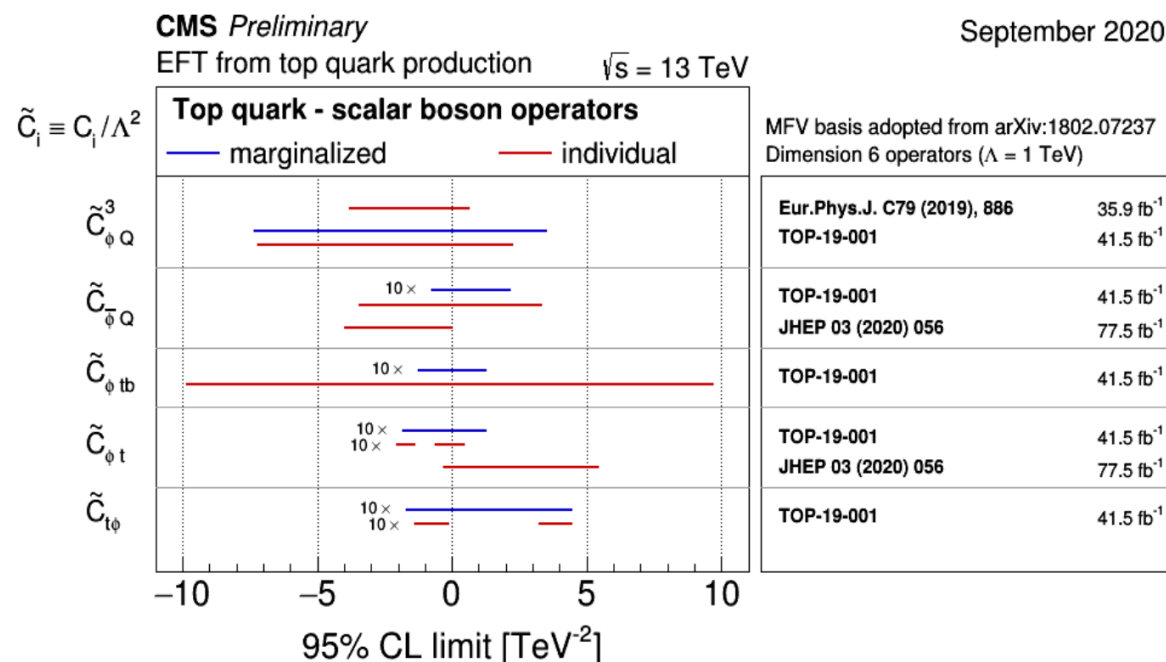 CMS Preliminary
September 2020
EFT from top quark production √s = 13 TeV
C̃ᵢ ≡ Cᵢ/Λ²
Top quark - scalar boson operators
marginalized individual
MFV basis adopted from arXiv:1802.07237
Dimension 6 operators (Λ = 1 TeV)
C̃³φQ
Eur.Phys.J. C79 (2019), 886 35.9 fb⁻¹
TOP-19-001 41.5 fb⁻¹
C̃φ̄Q
10 ×
TOP-19-001 41.5 fb⁻¹
JHEP 03 (2020) 056 77.5 fb⁻¹
C̃φtb
10 ×
TOP-19-001 41.5 fb⁻¹
C̃φt
10 ×
10 ×
TOP-19-001 41.5 fb⁻¹
JHEP 03 (2020) 056 77.5 fb⁻¹
C̃tφ
10 ×
10 ×
TOP-19-001 41.5 fb⁻¹
−10 −5 0 5 10
95% CL limit [TeV⁻²]